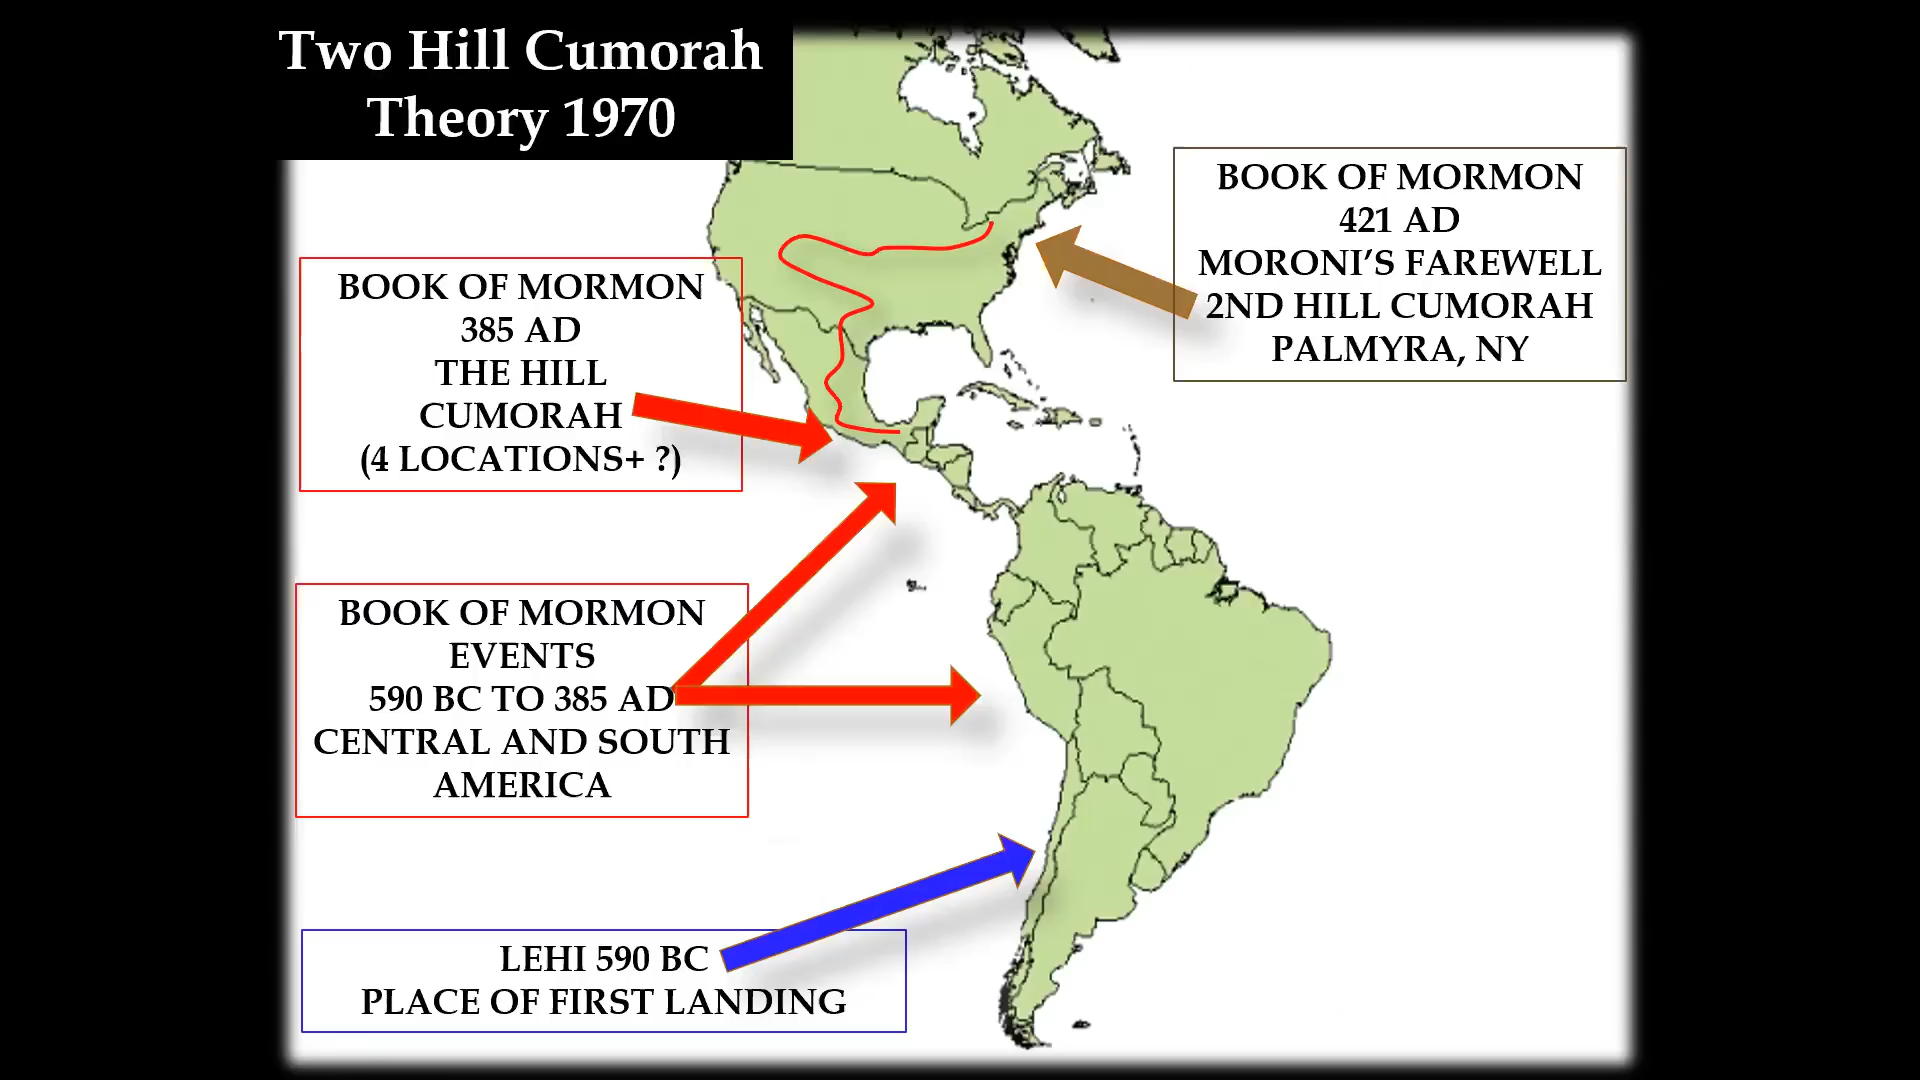 Two Hill Cumorah
Theory 1970
BOOK OF MORMON
421 AD
MORONI'S FAREWELL
2ND HILL CUMORAH
PALMYRA, NY
BOOK OF MORMON
385 AD
THE HILL
CUMORAH
(4 LOCATIONS+ ?)
BOOK OF MORMON
EVENTS
590 BC TO 385 AD
CENTRAL AND SOUTH
AMERICA
LEHI 590 BC
PLACE OF FIRST LANDING